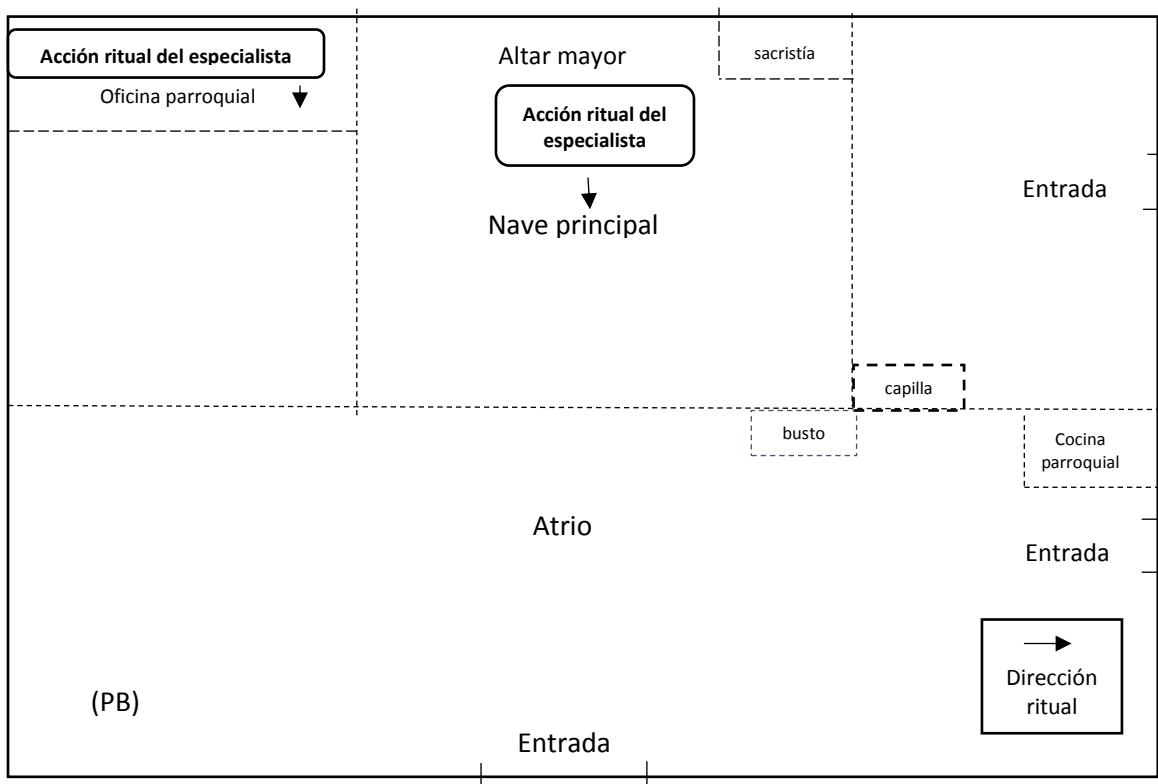 Acción ritual del especialista
Oficina parroquial
Altar mayor
sacristía
Acción ritual del
especialista
Nave principal
Entrada
capilla
busto
Cocina
parroquial
Atrio
Entrada
Dirección
ritual
(PB)
Entrada